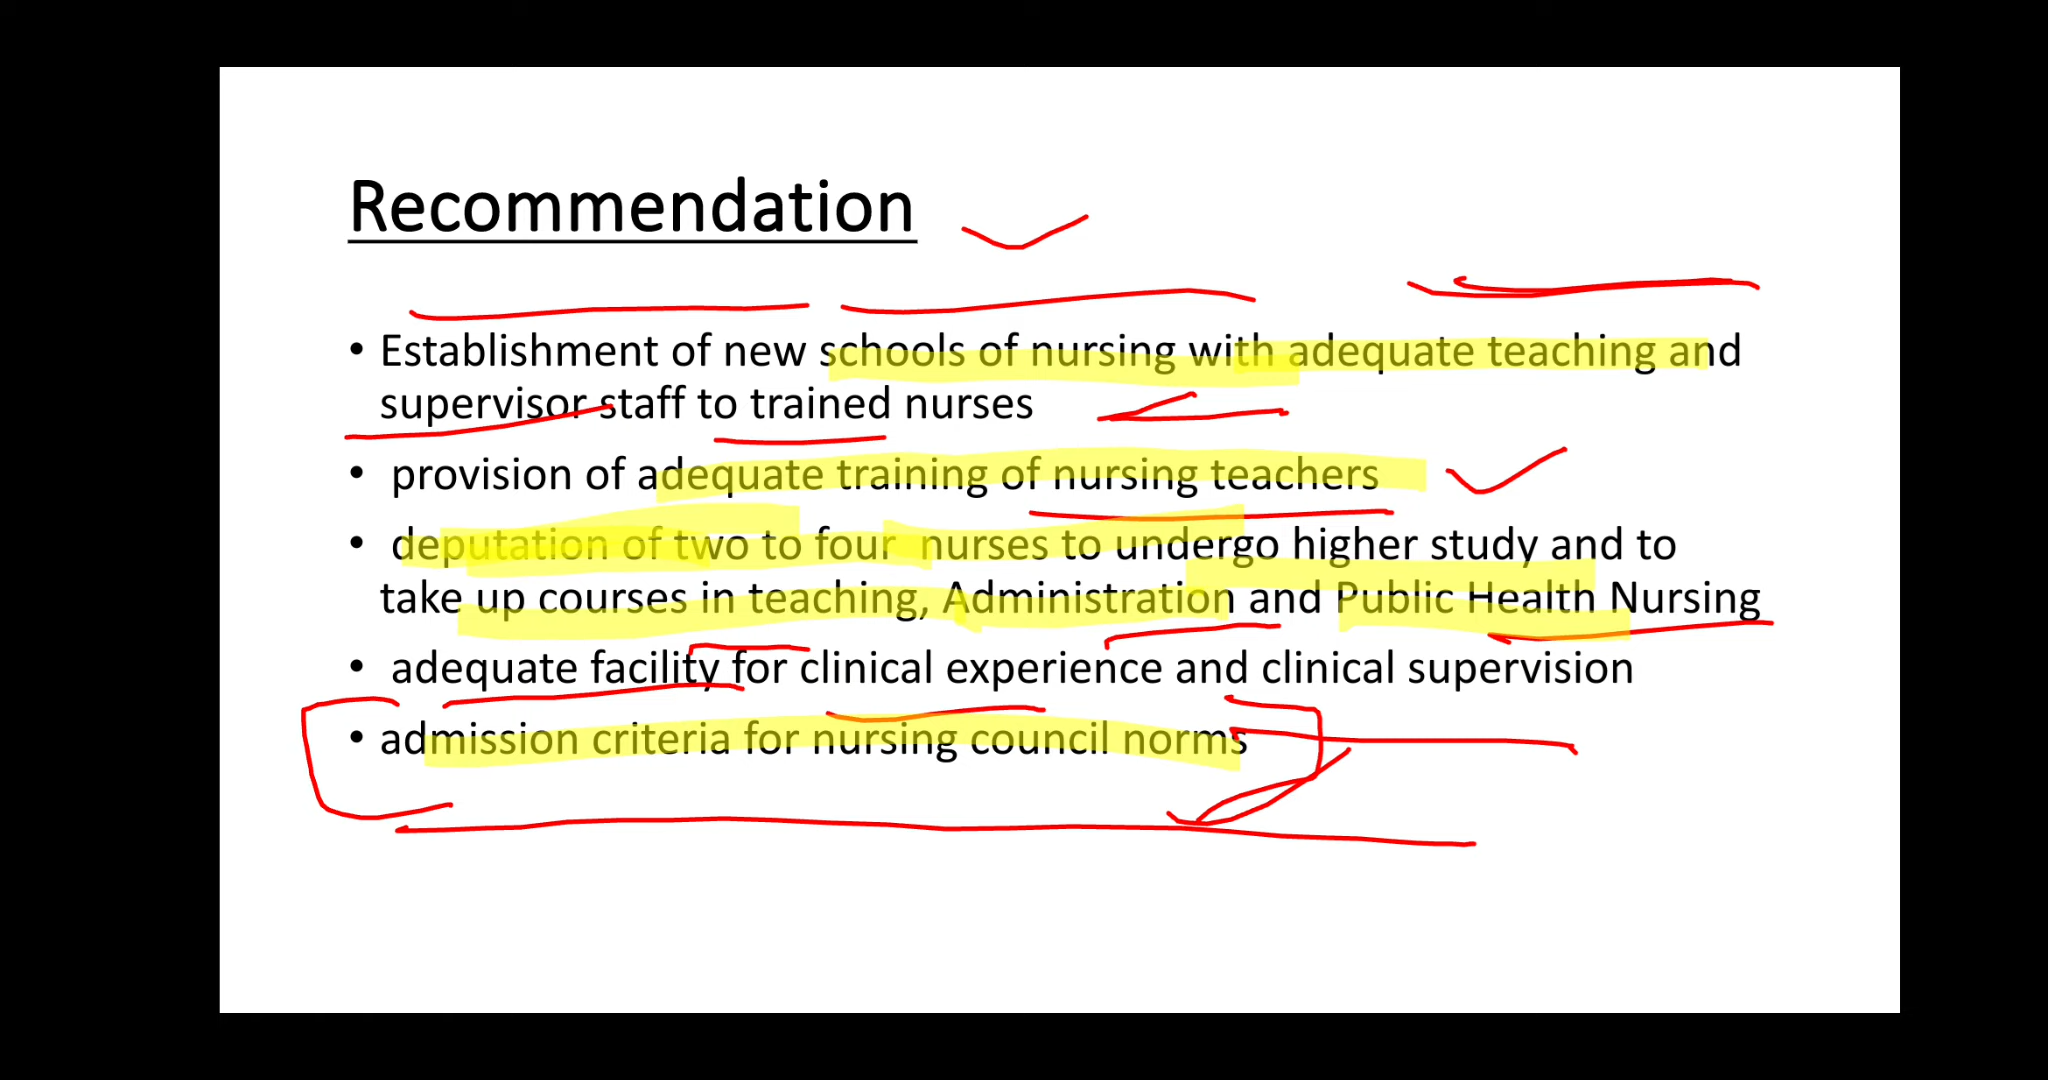 Recommendation
• Establishment of new schools of nursing with adequate teaching and
supervisor staff to trained nurses
• provision of adequate training of nursing teachers
• deputation of two to four nurses to undergo higher study and to
take up courses in teaching, Administration and Public Health Nursing
• adequate facility for clinical experience and clinical supervision
• admission criteria for nursing council norms